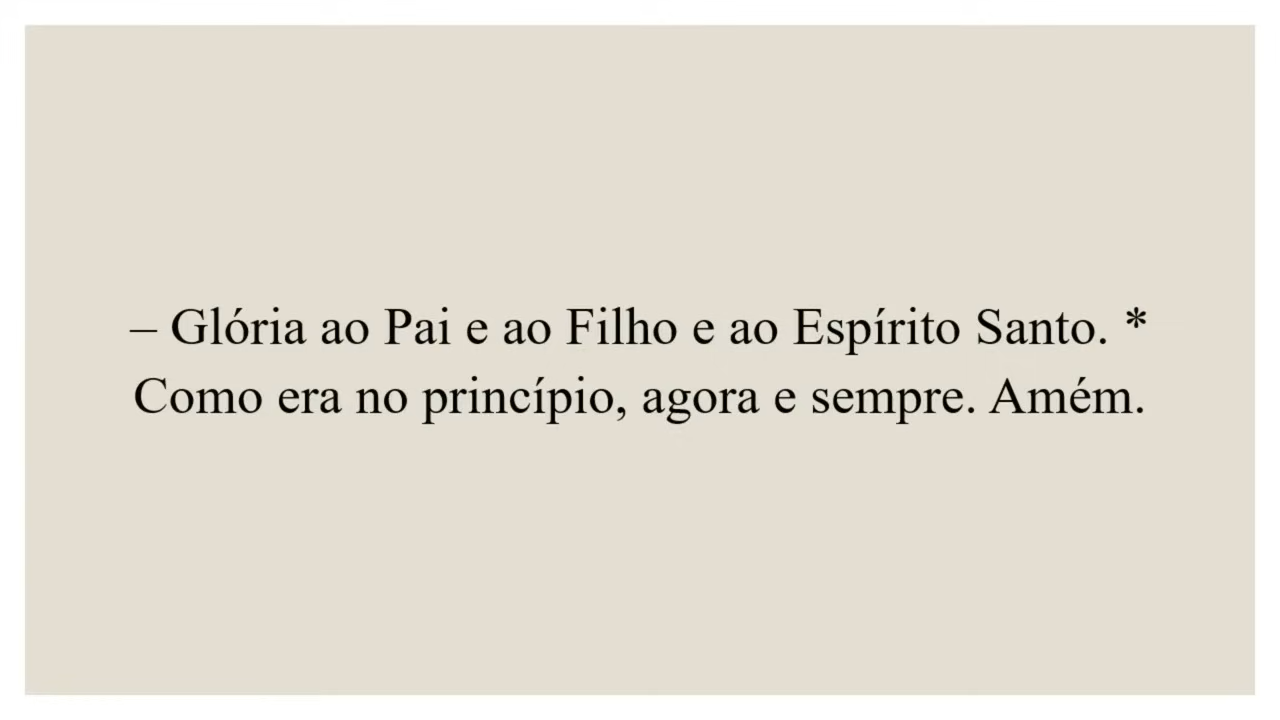 – Glória ao Pai e ao Filho e ao Espírito Santo. *
Como era no princípio, agora e sempre. Amém.